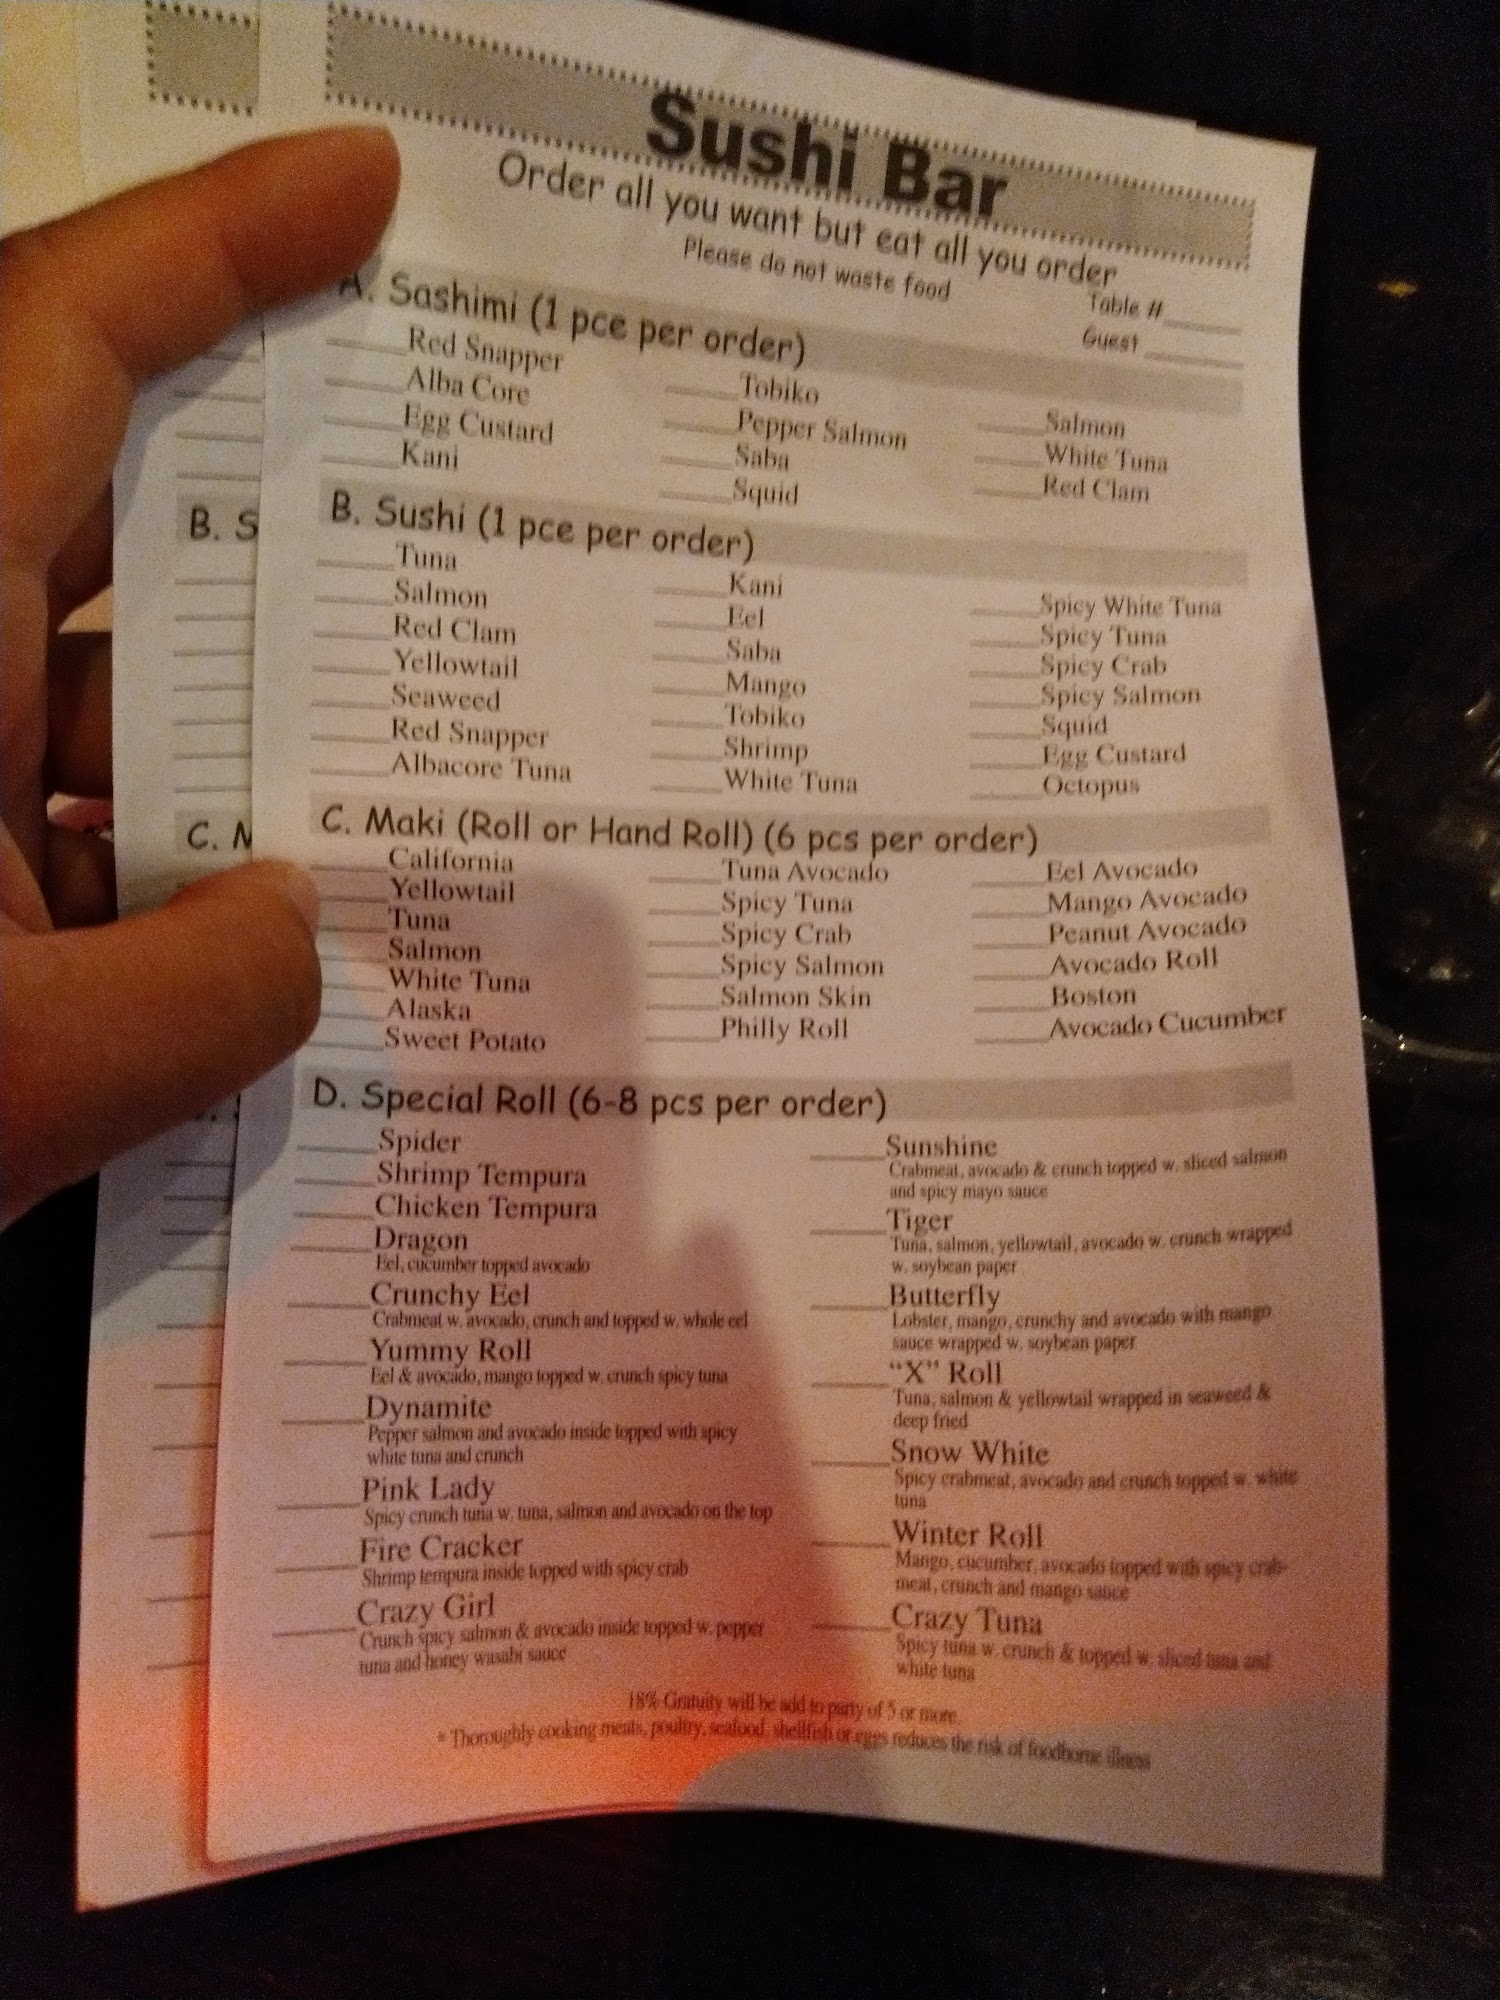 Sushi Bar
Order all you want but eat all you order
Please do not waste food
Table #
Guest
A. Sashimi (1 pce per order)
Red Snapper
Alba Core
Egg Custard
Kani
Tobiko
Pepper Salmon
Saba
Squid
Salmon
White Tuna
Red Clam
B. Sushi (1 pce per order)
Tuna
Salmon
Red Clam
Yellowtail
Seaweed
Red Snapper
Albacore Tuna
Kani
Eel
Saba
Mango
Tobiko
Shrimp
White Tuna
Spicy White Tuna
Spicy Tuna
Spicy Crab
Spicy Salmon
Squid
Egg Custard
Octopus
C. Maki (Roll or Hand Roll) (6 pcs per order)
California
Yellowtail
Tuna
Salmon
White Tuna
Alaska
Sweet Potato
Tuna Avocado
Spicy Tuna
Spicy Crab
Spicy Salmon
Salmon Skin
Philly Roll
Eel Avocado
Mango Avocado
Peanut Avocado
Avocado Roll
Boston
Avocado Cucumber
D. Special Roll (6-8 pcs per order)
Spider
Shrimp Tempura
Chicken Tempura
Dragon
Eel, cucumber topped avocado
Crunchy Eel
Crabmeat w. avocado, crunch and topped w. whole eel
Yummy Roll
Eel & avocado, mango topped w. crunch spicy tuna
Dynamite
Pepper salmon and avocado inside topped with spicy
white tuna and crunch
Pink Lady
Spicy crunch tuna w. tuna, salmon and avocado on the top
Fire Cracker
Shrimp tempura inside topped with spicy crab
Crazy Girl
Crunch spicy salmon & avocado inside topped w. pepper
tuna and honey wasabi sauce
Sunshine
Crabmeat, avocado & crunch topped w. sliced salmon
and spicy mayo sauce
Tiger
Tuna, salmon, yellowtail, avocado w. crunch wrapped
w. soybean paper
Butterfly
Lobster, mango, crunchy and avocado with mango
sauce wrapped w. soybean paper
"X" Roll
Tuna, salmon & yellowtail wrapped in seaweed &
deep fried
Snow White
Spicy crabmeat, avocado and crunch topped w. white
tuna
Winter Roll
Mango, cucumber, avocado topped with spicy crab-
meat, crunch and mango sauce
Crazy Tuna
Spicy tuna w. crunch & topped w. sliced tuna and
white tuna
18% Gratuity will be add to party of 5 or more
* Thoroughly cooking meats, poultry, seafood, shellfish or eggs reduces the risk of foodborne illness
B. S
C. M